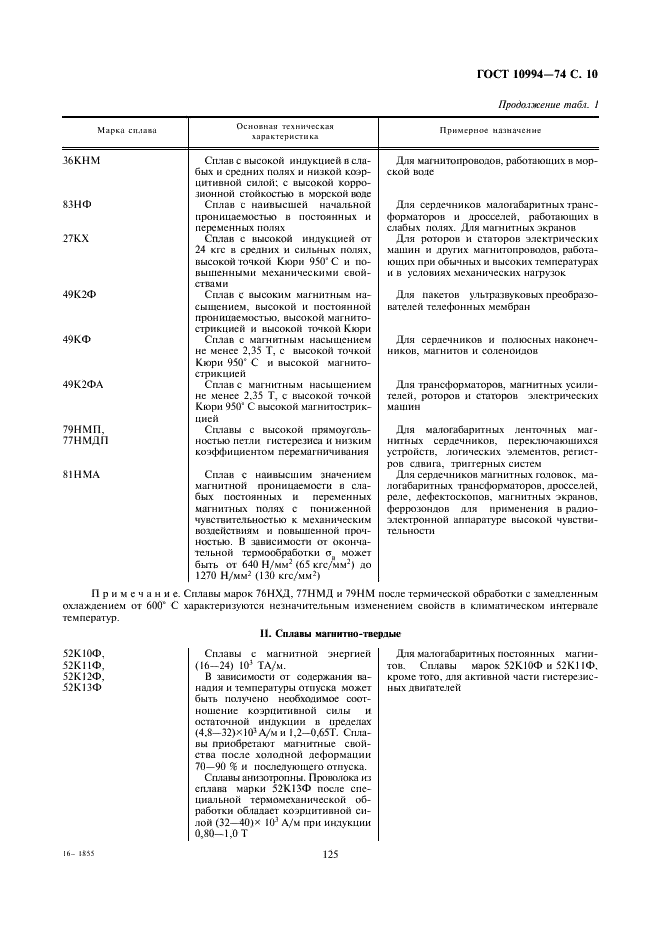 ГОСТ 10994—74 С. 10
Продолжение табл. 1
Марка сплава
Основная техническая
характеристика
Примерное назначение
36КНМ
Сплав с высокой индукцией в сла-
бых и средних полях и низкой коэр-
цитивной силой; с высокой корро-
зионной стойкостью в морской воде
Для магнитопроводов, работающих в мор-
ской воде
83НФ
Сплав с наивысшей начальной
проницаемостью в постоянных и
переменных полях
Для сердечников малогабаритных транс-
форматоров и дросселей, работающих в
слабых полях. Для магнитных экранов
27КХ
Сплав с высокой индукцией от
24 кгс в средних и сильных полях,
высокой точкой Кюри 950° С и по-
вышенными механическими свой-
ствами
Для роторов и статоров электрических
машин и других магнитопроводов, работа-
ющих при обычных и высоких температурах
и в условиях механических нагрузок
49К2Ф
Сплав с высоким магнитным на-
сыщением, высокой и постоянной
проницаемостью, высокой магнито-
стрикцией и высокой точкой Кюри
Для пакетов ультразвуковых преобразо-
вателей телефонных мембран
49КФ
Сплав с магнитным насыщением
не менее 2,35 Т, с высокой точкой
Кюри 950° С и высокой магнито-
стрикцией
Для сердечников и полюсных наконеч-
ников, магнитов и соленоидов
49К2ФА
Сплав с магнитным насыщением
не менее 2,35 Т, с высокой точкой
Кюри 950° С высокой магнитострик-
цией
Для трансформаторов, магнитных усили-
телей, роторов и статоров электрических
машин
79НМП,
77НМДП
Сплавы с высокой прямоуголь-
ностью петли гистерезиса и низким
коэффициентом перемагничивания
Для малогабаритных ленточных маг-
нитных сердечников, переключающихся
устройств, логических элементов, регист-
ров сдвига, триггерных систем
81НМА
Сплав с наивысшим значением
магнитной проницаемости в сла-
бых постоянных и переменных
магнитных полях с пониженной
чувствительностью к механическим
воздействиям и повышенной проч-
ностью. В зависимости от оконча-
тельной термообработки σв может
быть от 640 Н/мм² (65 кгс/мм²) до
1270 Н/мм² (130 кгс/мм²)
Для сердечников магнитных головок, ма-
логабаритных трансформаторов, дросселей,
реле, дефектоскопов, магнитных экранов,
феррозондов для применения в радио-
электронной аппаратуре высокой чувстви-
тельности
Примечание. Сплавы марок 76НХД, 77НМД и 79НМ после термической обработки с замедленным
охлаждением от 600° С характеризуются незначительным изменением свойств в климатическом интервале
температур.
II. Сплавы магнитно-твердые
52К10Ф,
52К11Ф,
52К12Ф,
52К13Ф
Сплавы с магнитной энергией
(16—24) 10³ ТА/м.
В зависимости от содержания ва-
надия и температуры отпуска может
быть получено необходимое соот-
ношение коэрцитивной силы и
остаточной индукции в пределах
(4,8—32)×10³ А/м и 1,2—0,65Т. Спла-
вы приобретают магнитные свой-
ства после холодной деформации
70—90 % и последующего отпуска.
Сплавы анизотропны. Проволока из
сплава марки 52К13Ф после спе-
циальной термомеханической об-
работки обладает коэрцитивной си-
лой (32—40)× 10³ А/м при индукции
0,80—1,0 Т
Для малогабаритных постоянных магни-
тов. Сплавы марок 52К10Ф и 52К11Ф,
кроме того, для активной части гистерезис-
ных двигателей
16– 1855
125